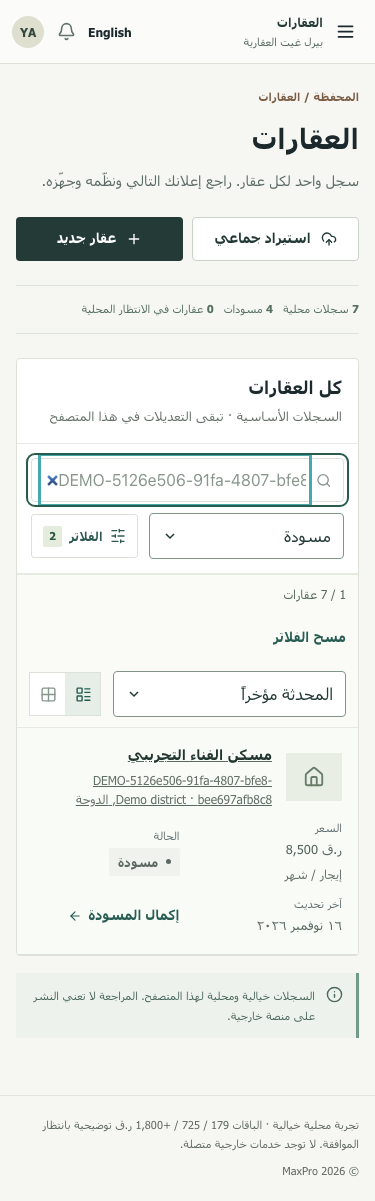 العقارات
بيرل غيت العقارية
English
YA
المحفظة / العقارات
العقارات
سجل واحد لكل عقار. راجع إعلانك التالي ونظّمه وجهّزه.
استيراد جماعي
عقار جديد
7 سجلات محلية 4 مسودات 0 عقارات في الانتظار المحلية
كل العقارات
السجلات الأساسية · تبقى التعديلات في هذا المتصفح
DEMO-5126e506-91fa-4807-bfe8
مسودة
الفلاتر 2
1 / 7 عقارات
مسح الفلاتر
المحدثة مؤخراً
مسكن الفناء التجريبي
DEMO-5126e506-91fa-4807-bfe8-
bee697afb8c8 · Demo district, الدوحة
السعر
ر.ق 8,500
إيجار / شهر
الحالة
مسودة
آخر تحديث
١٦ نوفمبر ٢٠٢٦
إكمال المسودة
السجلات خيالية ومحلية لهذا المتصفح. المراجعة لا تعني النشر
على منصة خارجية.
تجربة محلية خيالية · الباقات 179 / 725 / +1,800 ر.ق توضيحية بانتظار
الموافقة. لا توجد خدمات خارجية متصلة.
© 2026 MaxPro